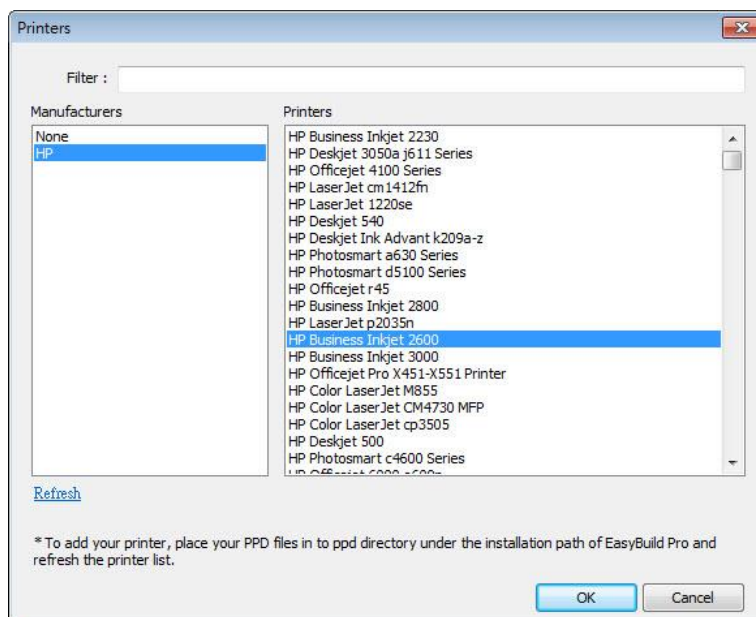 Printers
Filter :
Manufacturers
Printers
None
HP
HP Business Inkjet 2230
HP Deskjet 3050a j611 Series
HP Officejet 4100 Series
HP LaserJet cm1412fn
HP LaserJet 1220se
HP Deskjet 540
HP Deskjet Ink Advant k209a-z
HP Photosmart a630 Series
HP Photosmart d5100 Series
HP Officejet r45
HP Business Inkjet 2800
HP LaserJet p2035n
HP Business Inkjet 2600
HP Business Inkjet 3000
HP Officejet Pro X451-X551 Printer
HP Color LaserJet M855
HP Color LaserJet CM4730 MFP
HP Color LaserJet cp3505
HP Deskjet 500
HP Photosmart c4600 Series
Refresh
* To add your printer, place your PPD files in to ppd directory under the installation path of EasyBuild Pro and
refresh the printer list.
OK
Cancel